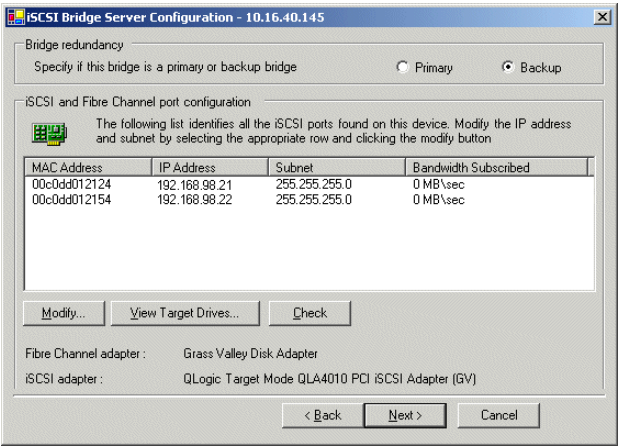 iSCSI Bridge Server Configuration - 10.16.40.145
Bridge redundancy
Specify if this bridge is a primary or backup bridge Primary Backup
iSCSI and Fibre Channel port configuration
The following list identifies all the iSCSI ports found on this device. Modify the IP address
and subnet by selecting the appropriate row and clicking the modify button
MAC Address IP Address Subnet Bandwidth Subscribed
00c0dd012124 192.168.98.21 255.255.255.0 0 MB\sec
00c0dd012154 192.168.98.22 255.255.255.0 0 MB\sec
Modify... View Target Drives... Check
Fibre Channel adapter : Grass Valley Disk Adapter
iSCSI adapter : QLogic Target Mode QLA4010 PCI iSCSI Adapter (GV)
< Back Next > Cancel